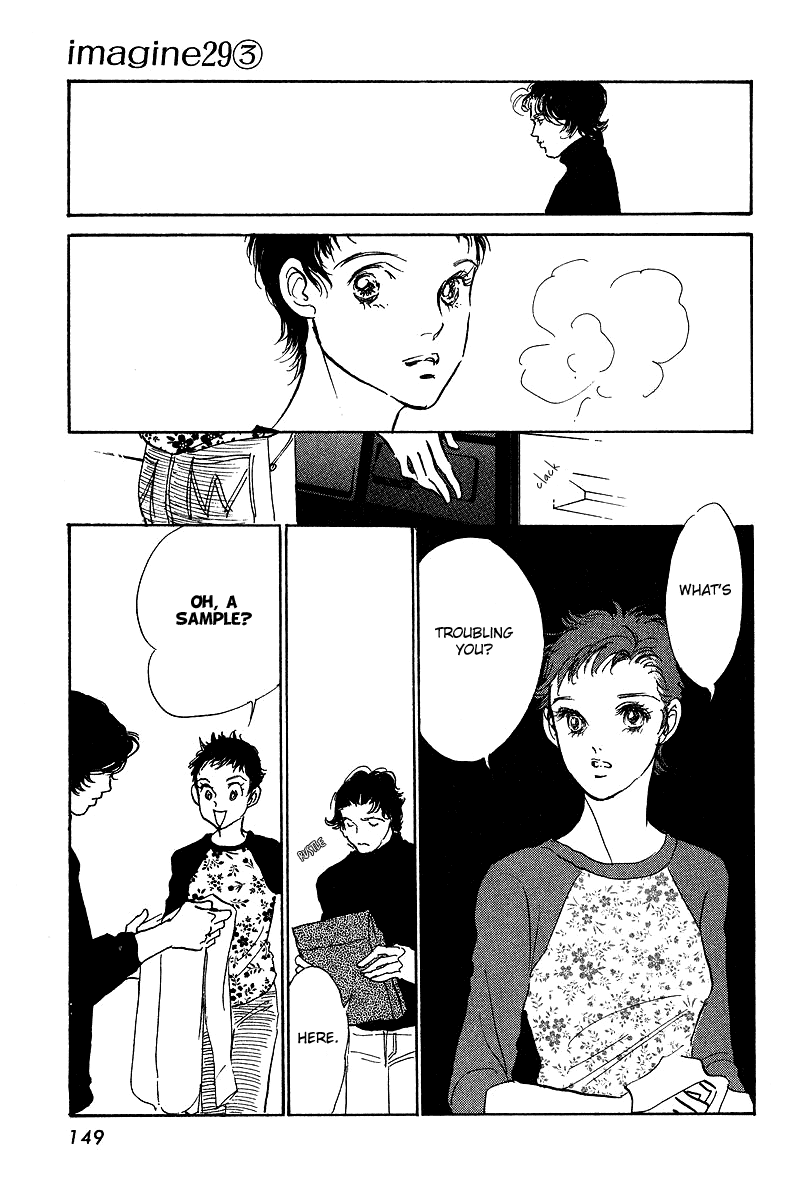 imagine29③
clack
WHAT'S
TROUBLING
YOU?
RUSTLE
HERE.
OH, A
SAMPLE?
149